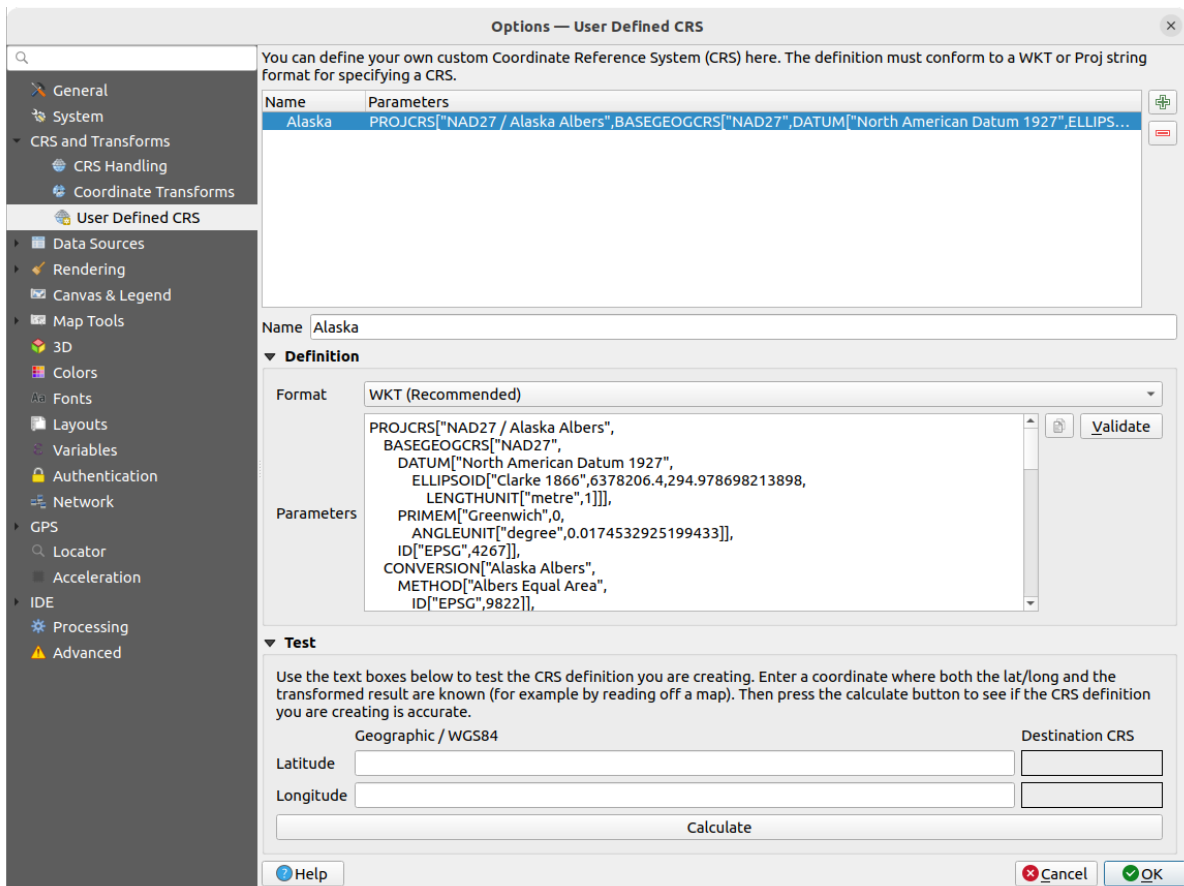 Options — User Defined CRS
You can define your own custom Coordinate Reference System (CRS) here. The definition must conform to a WKT or Proj string
format for specifying a CRS.
General
System
CRS and Transforms
CRS Handling
Coordinate Transforms
User Defined CRS
Data Sources
Rendering
Canvas & Legend
Map Tools
3D
Colors
Fonts
Layouts
Variables
Authentication
Network
GPS
Locator
Acceleration
IDE
Processing
Advanced
Name Parameters
Alaska PROJCRS["NAD27 / Alaska Albers",BASEGEOGCRS["NAD27",DATUM["North American Datum 1927",ELLIPS...
Name Alaska
Definition
Format WKT (Recommended)
Parameters
PROJCRS["NAD27 / Alaska Albers",
BASEGEOGCRS["NAD27",
DATUM["North American Datum 1927",
ELLIPSOID["Clarke 1866",6378206.4,294.978698213898,
LENGTHUNIT["metre",1]]],
PRIMEM["Greenwich",0,
ANGLEUNIT["degree",0.0174532925199433]],
ID["EPSG",4267]],
CONVERSION["Alaska Albers",
METHOD["Albers Equal Area",
ID["EPSG",9822]],
Validate
Test
Use the text boxes below to test the CRS definition you are creating. Enter a coordinate where both the lat/long and the
transformed result are known (for example by reading off a map). Then press the calculate button to see if the CRS definition
you are creating is accurate.
Geographic / WGS84 Destination CRS
Latitude
Longitude
Calculate
Help
Cancel
OK